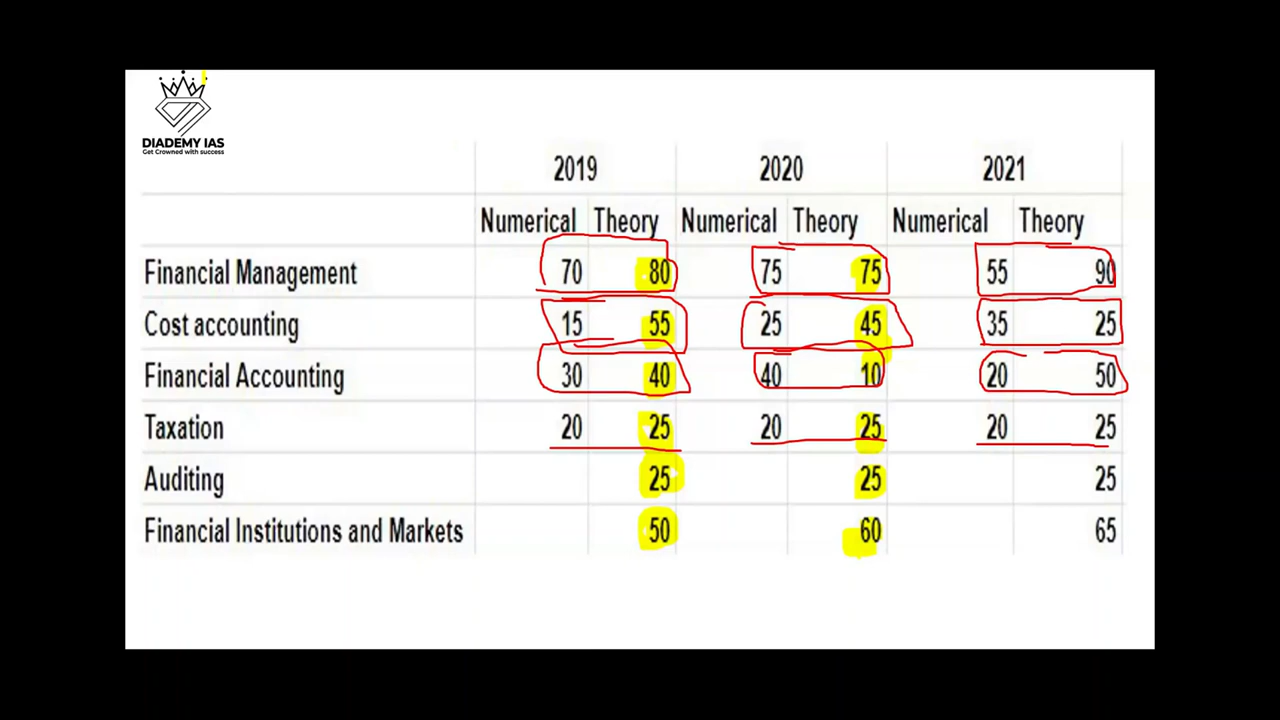 DIADEMY IAS
Get Crowned with success
2019 2020 2021
Numerical Theory Numerical Theory Numerical Theory
Financial Management 70 80 75 75 55 90
Cost accounting 15 55 25 45 35 25
Financial Accounting 30 40 40 10 20 50
Taxation 20 25 20 25 20 25
Auditing 25 25 25
Financial Institutions and Markets 50 60 65